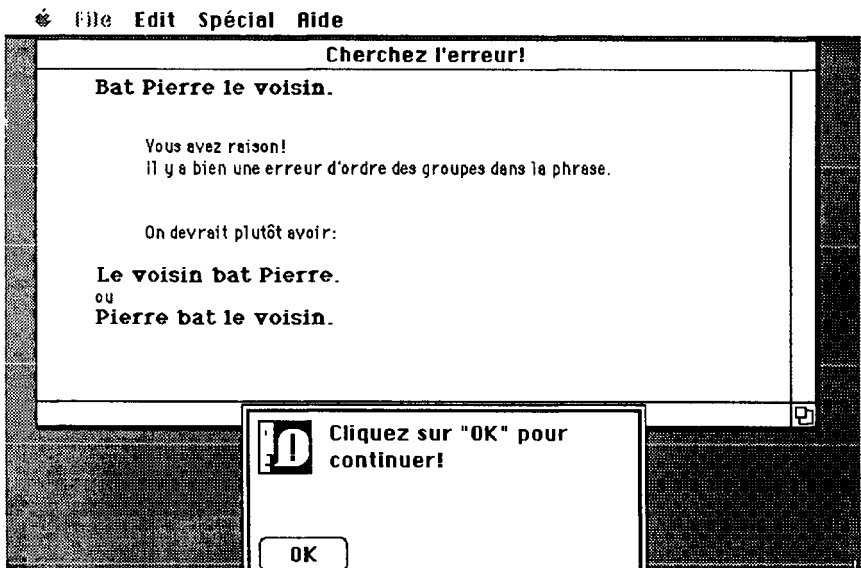 File Edit Spécial Aide
Cherchez l'erreur!
Bat Pierre le voisin.
Vous avez raison!
Il y a bien une erreur d'ordre des groupes dans la phrase.
On devrait plutôt avoir:
Le voisin bat Pierre.
ou
Pierre bat le voisin.
Cliquez sur "OK" pour
continuer!
OK